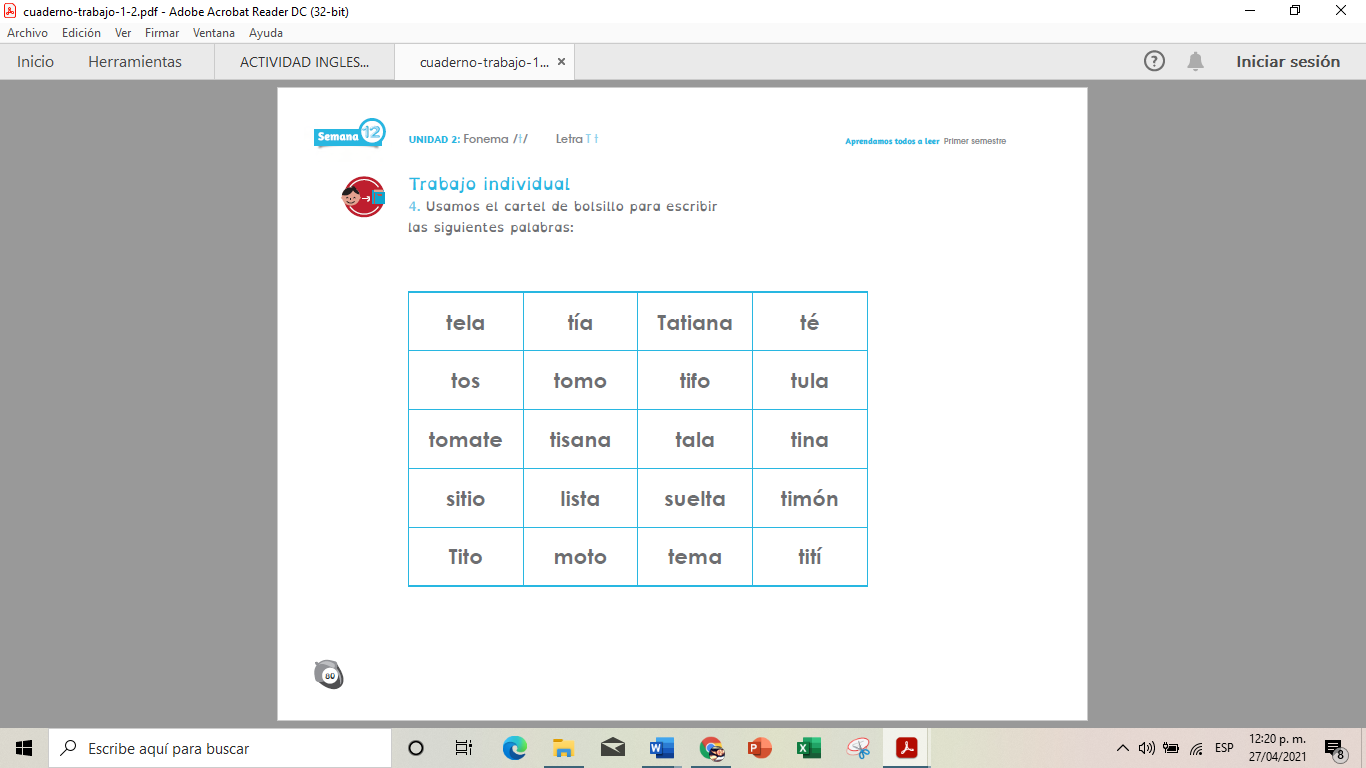 cuaderno-trabajo-1-2.pdf - Adobe Acrobat Reader DC (32-bit)
Archivo Edición Ver Firmar Ventana Ayuda
Inicio Herramientas ACTIVIDAD INGLES... cuaderno-trabajo-1... × ? Iniciar sesión
Semana 12 UNIDAD 2: Fonema /t/ Letra T t Aprendamos todos a leer Primer semestre
Trabajo individual
4. Usamos el cartel de bolsillo para escribir
las siguientes palabras:
tela tía Tatiana té
tos tomo tifo tula
tomate tisana tala tina
sitio lista suelta timón
Tito moto tema tití
80
Escribe aquí para buscar ESP 12:20 p. m.
27/04/2021 8